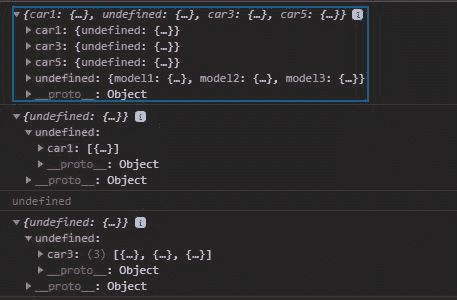 ▼{car1: {…}, undefined: {…}, car3: {…}, car5: {…}} i
▶ car1: {undefined: {…}}
▶ car3: {undefined: {…}}
▶ car5: {undefined: {…}}
▶ undefined: {model1: {…}, model2: {…}, model3: {…}}
▶ __proto__: Object
▼{undefined: {…}} i
▼ undefined:
▶ car1: [{…}]
▶ __proto__: Object
▶ __proto__: Object
undefined
▼{undefined: {…}} i
▼ undefined:
▶ car3: (3) [{…}, {…}, {…}]
▶ __proto__: Object
▶ __proto__: Object